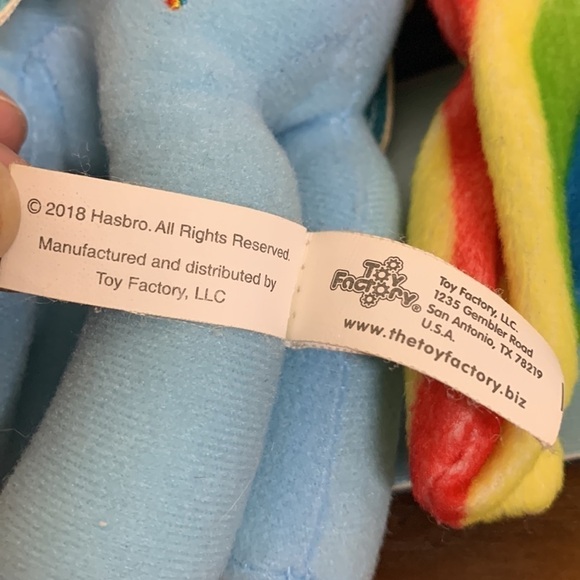 © 2018 Hasbro. All Rights Reserved.
Manufactured and distributed by
Toy Factory, LLC
Toy
Factory®
Toy Factory, LLC.
1235 Gembler Road
San Antonio, TX 78219
U.S.A.
www.thetoyfactory.biz